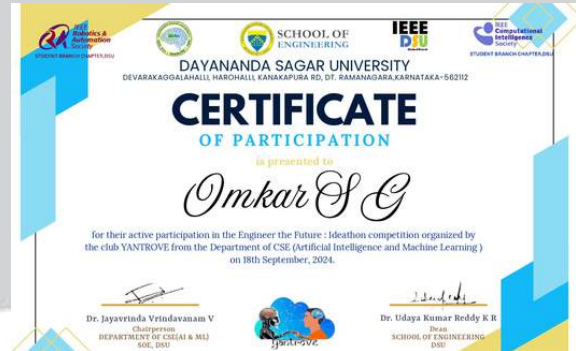 IEEE
Robotics &
Automation
Society
STUDENT BRANCH CHAPTER,DSU
SCHOOL OF
ENGINEERING
IEEE
DSU
IEEE
Computational
Intelligence
Society
STUDENT BRANCH CHAPTER,DSU
DAYANANDA SAGAR UNIVERSITY
DEVARAKAGGALAHALLI, HAROHALLI, KANAKAPURA RD, DT. RAMANAGARA,KARNATAKA-562112
CERTIFICATE
OF PARTICIPATION
is presented to
Omkar S G
for their active participation in the Engineer the Future : Ideathon competition organized by
the club YANTROVE from the Department of CSE (Artificial Intelligence and Machine Learning )
on 18th September, 2024.
Dr. Jayavrinda Vrindavanam V
Chairperson
DEPARTMENT OF CSE(AI & ML)
SOE, DSU
yantrove
Dr. Udaya Kumar Reddy K R
Dean
SCHOOL OF ENGINEERING
DSU